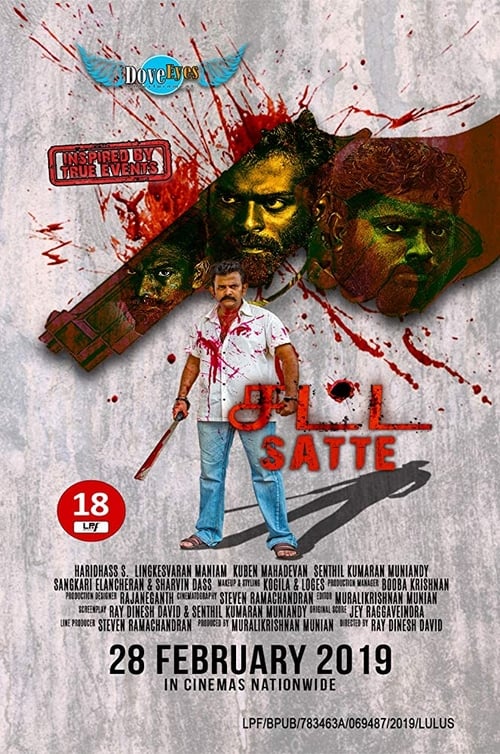 DoveEyes
INSPIRED BY
TRUE EVENTS
சட்ட
SATTE
18
LPF
HARIDHASS S. LINGKESVARAN MANIAM KUBEN MAHADEVAN SENTHIL KUMARAN MUNIANDY
SANGKARI ELANCHERAN & SHARVIN DASS MAKEUP & STYLING KOGILA & LOGES PRODUCTION MANAGER BOOBA KRISHNAN
PRODUCTION DESIGNER RAJANEGANTH CINEMATOGRAPHY STEVEN RAMACHANDRAN EDITOR MURALIKRISHNAN MUNIAN
SCREENPLAY RAY DINESH DAVID & SENTHIL KUMARAN MUNIANDY ORIGINAL SCORE JEY RAGGAVEINDRA
LINE PRODUCER STEVEN RAMACHANDRAN PRODUCED BY MURALIKRISHNAN MUNIAN DIRECTED BY RAY DINESH DAVID
28 FEBRUARY 2019
IN CINEMAS NATIONWIDE
LPF/BPUB/783463A/069487/2019/LULUS